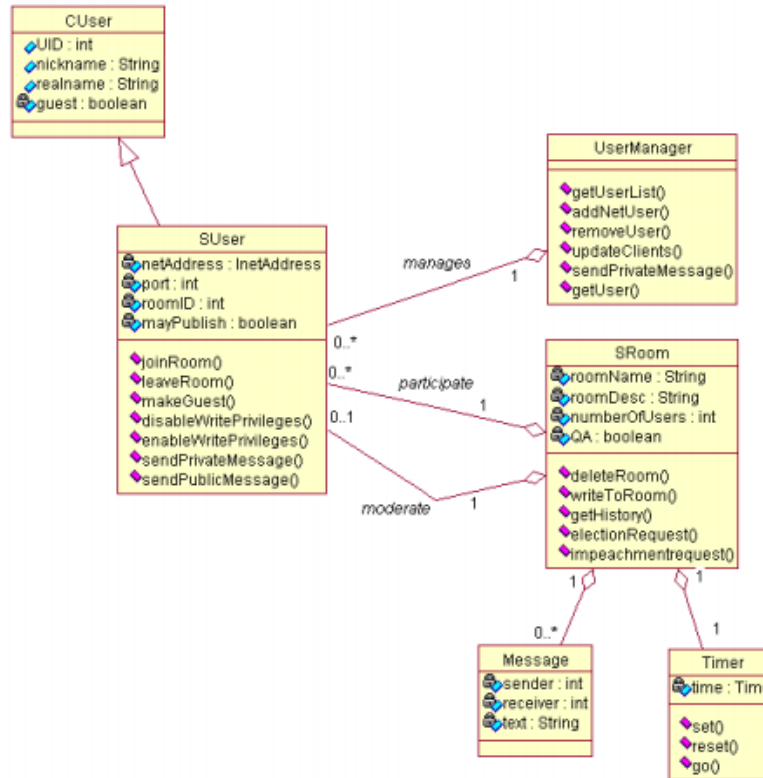 CUser
UID : int
nickname : String
realname : String
guest : boolean
UserManager
getUserList()
addNetUser()
removeUser()
updateClients()
sendPrivateMessage()
getUser()
SUser
netAddress : InetAddress
port : int
roomID : int
mayPublish : boolean
joinRoom()
leaveRoom()
makeGuest()
disableWritePrivileges()
enableWritePrivileges()
sendPrivateMessage()
sendPublicMessage()
manages
1
0..*
0..*
participate
1
0..1
moderate
1
SRoom
roomName : String
roomDesc : String
numberOfUsers : int
QA : boolean
deleteRoom()
writeToRoom()
getHistory()
electionRequest()
impeachmentrequest()
1
1
0..*
1
Message
sender : int
receiver : int
text : String
Timer
time : Time
set()
reset()
go()